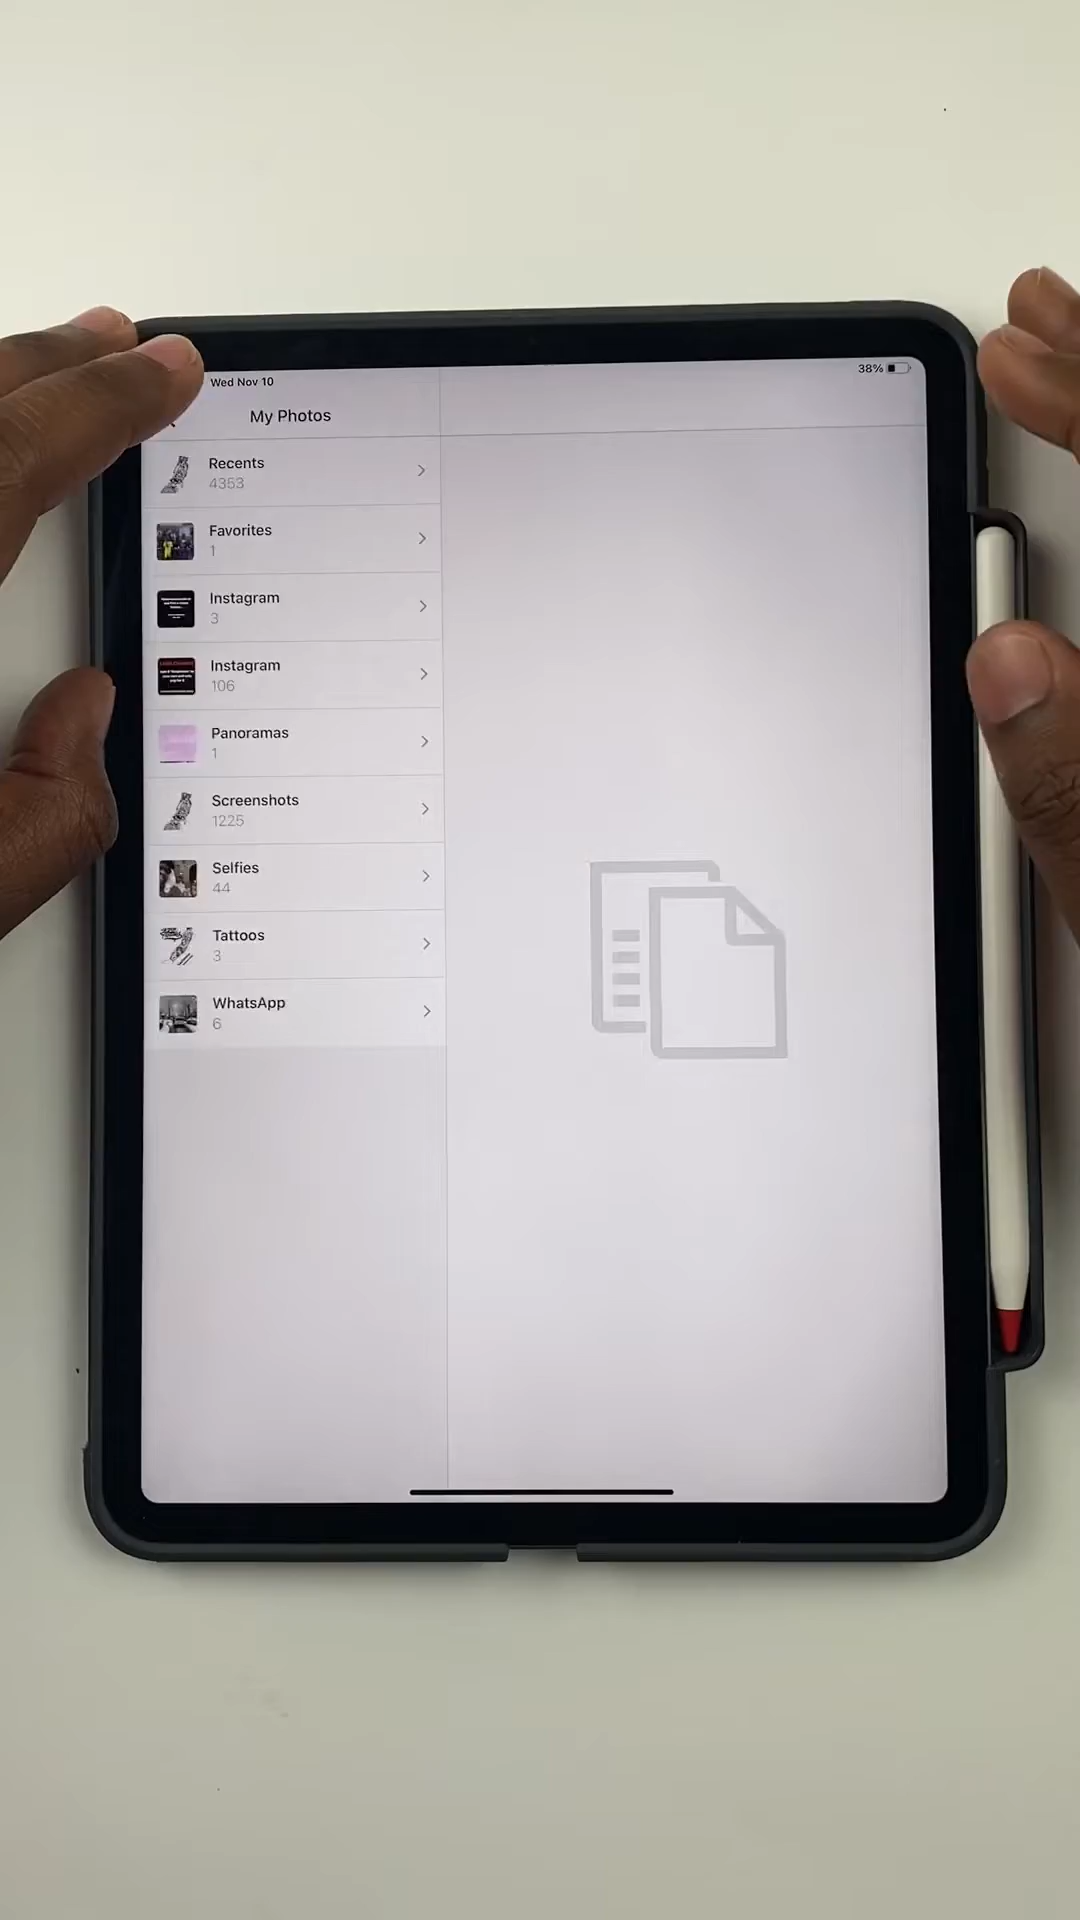 Wed Nov 10
38%
My Photos
Recents
4353
Favorites
1
Instagram
3
Instagram
106
Panoramas
1
Screenshots
1225
Selfies
44
Tattoos
3
WhatsApp
6